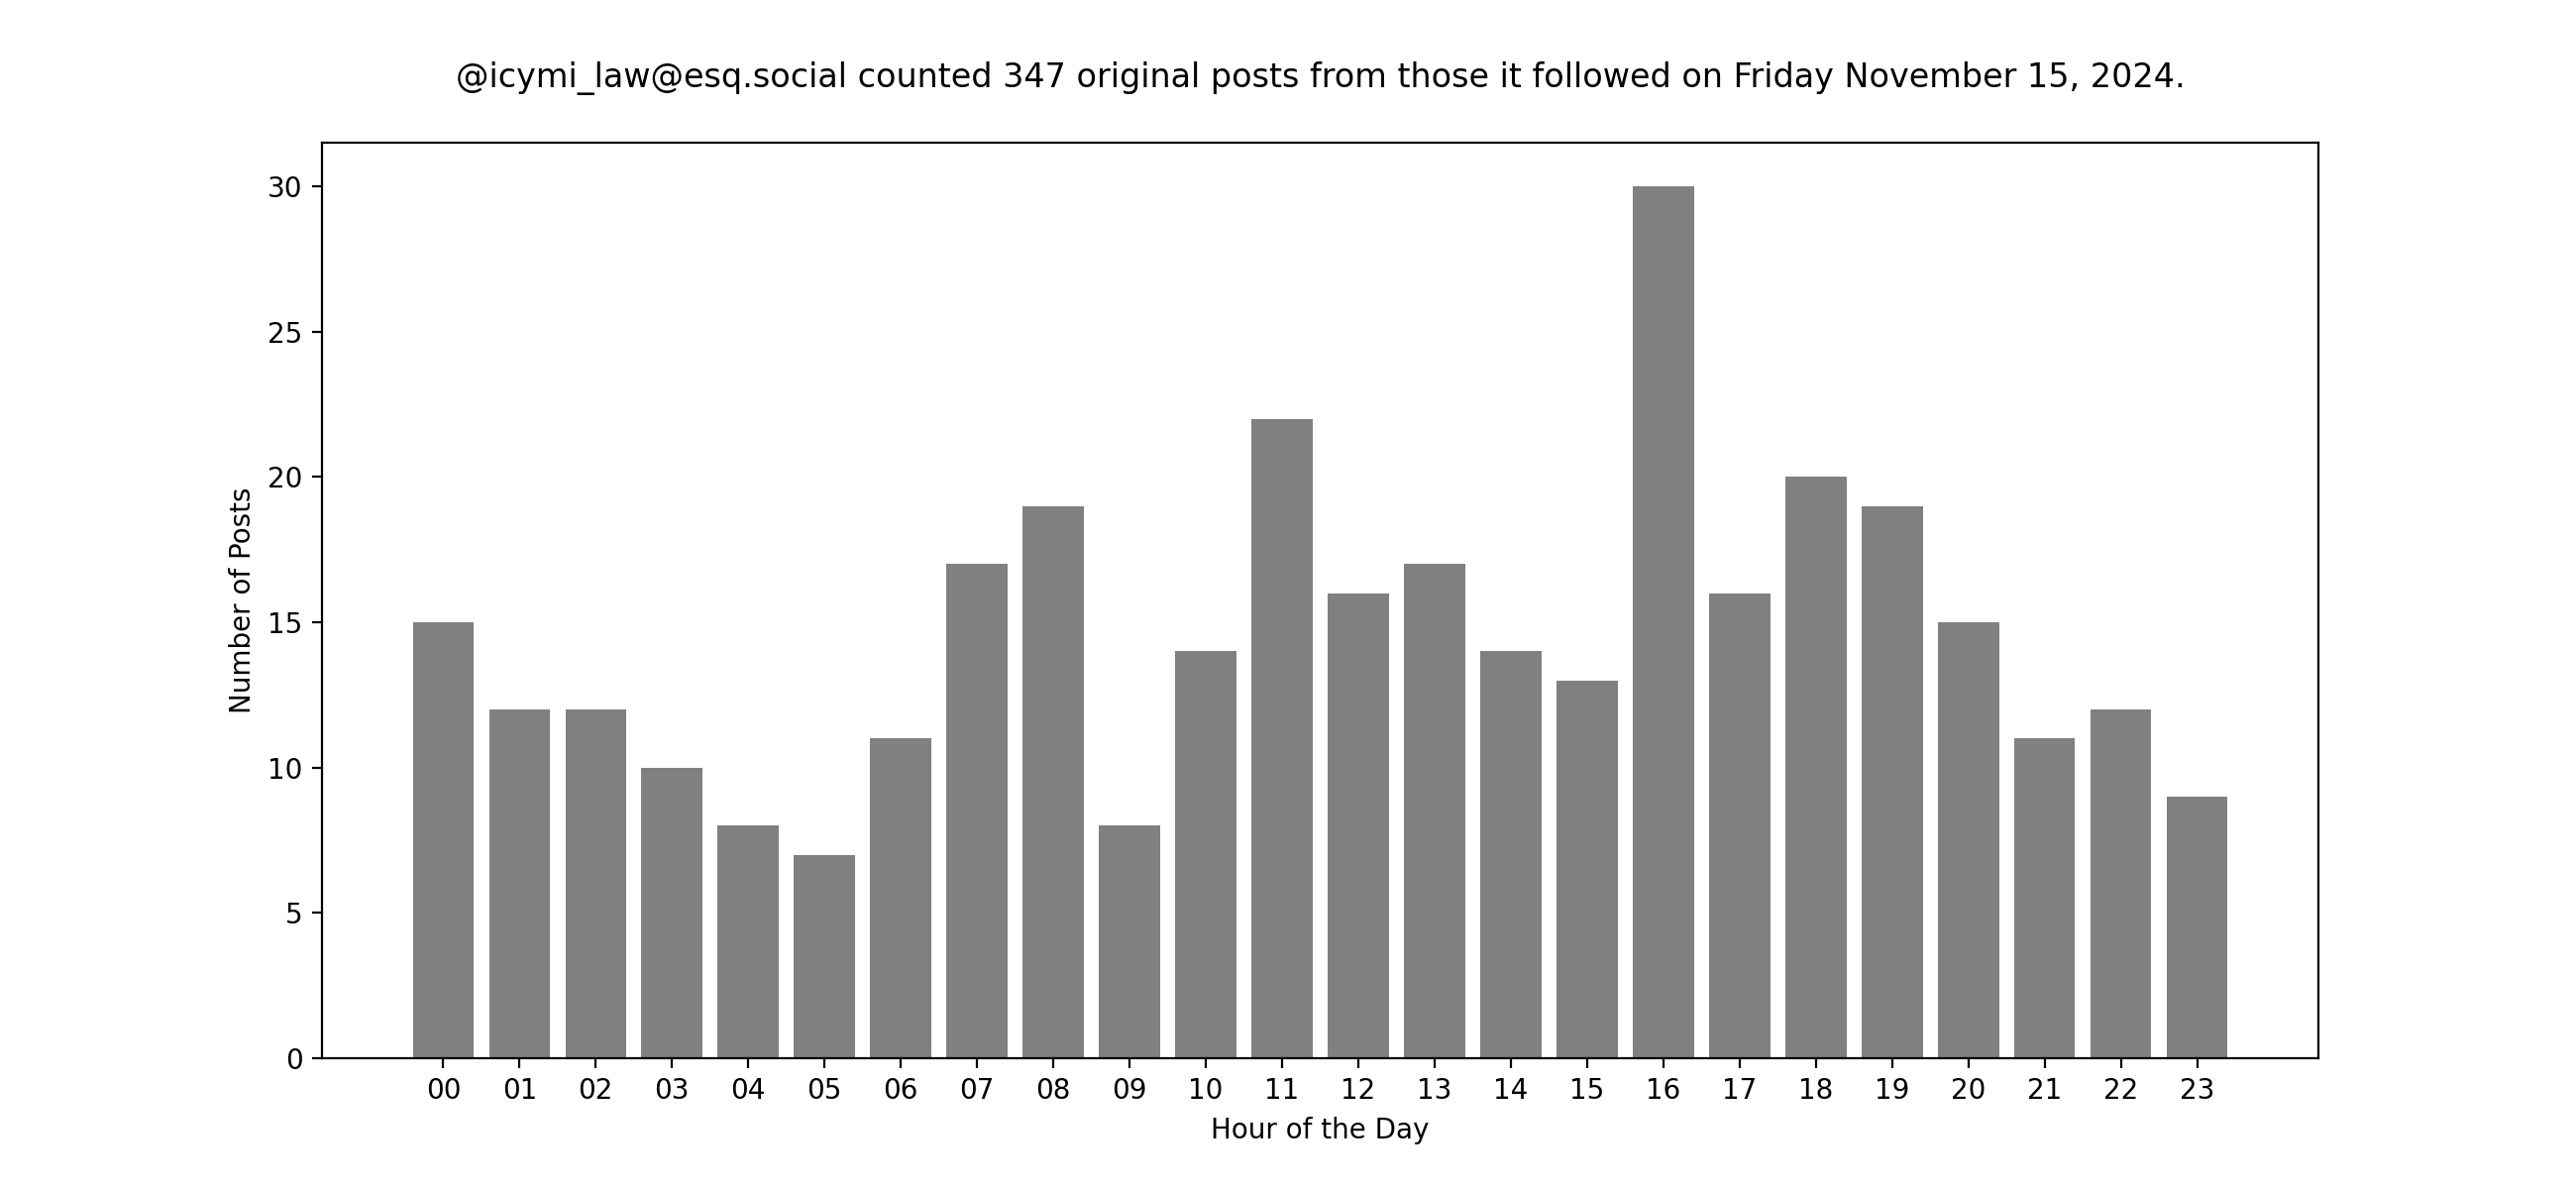 @icymi_law@esq.social counted 347 original posts from those it followed on Friday November 15, 2024.
30
25
20
15
10
5
0
Number of Posts
00 01 02 03 04 05 06 07 08 09 10 11 12 13 14 15 16 17 18 19 20 21 22 23
Hour of the Day